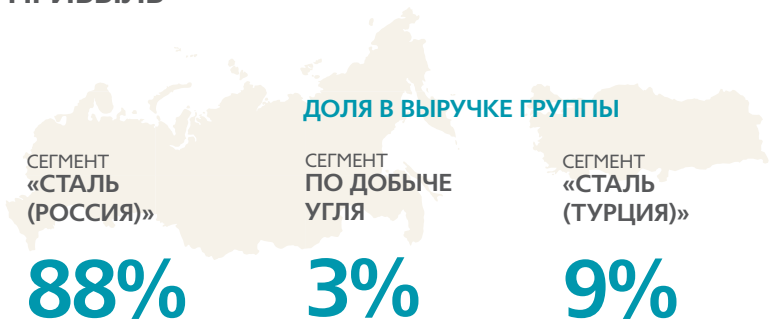 ДОЛЯ В ВЫРУЧКЕ ГРУППЫ
СЕГМЕНТ
«СТАЛЬ
(РОССИЯ)»
88%
СЕГМЕНТ
ПО ДОБЫЧЕ
УГЛЯ
3%
СЕГМЕНТ
«СТАЛЬ
(ТУРЦИЯ)»
9%